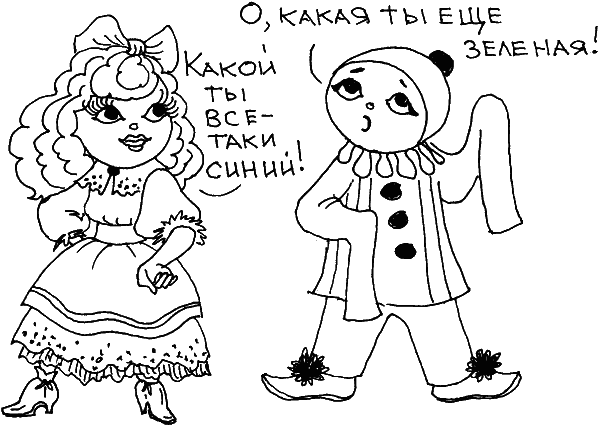 О, КАКАЯ ТЫ ЕЩЕ
ЗЕЛЕНАЯ!
КАКОЙ
ТЫ
ВСЕ-
ТАКИ
СИНИЙ!